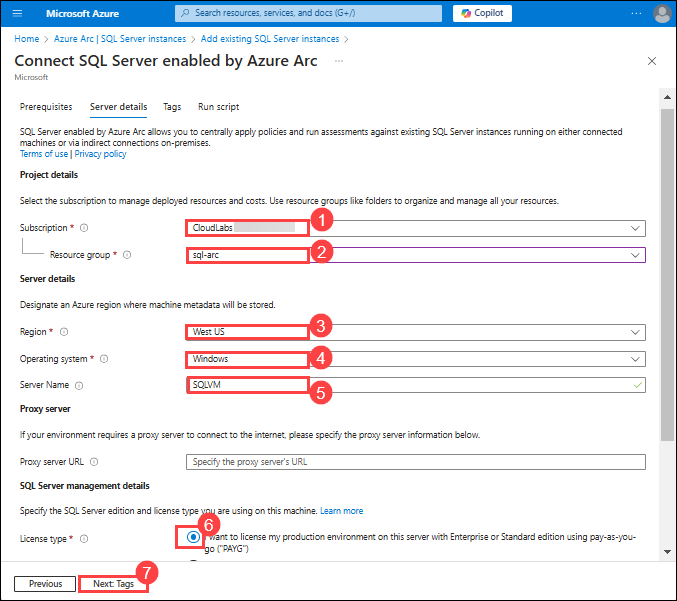 Microsoft Azure
Search resources, services, and docs (G+/)
Copilot
Home > Azure Arc | SQL Server instances > Add existing SQL Server instances >
Connect SQL Server enabled by Azure Arc ...
Microsoft
Prerequisites Server details Tags Run script
SQL Server enabled by Azure Arc allows you to centrally apply policies and run assessments against existing SQL Server instances running on either connected
machines or via indirect connections on-premises.
Terms of use | Privacy policy
Project details
Select the subscription to manage deployed resources and costs. Use resource groups like folders to organize and manage all your resources.
Subscription * CloudLabs 1
Resource group * sql-arc 2
Server details
Designate an Azure region where machine metadata will be stored.
Region * West US 3
Operating system * Windows 4
Server Name SQLVM 5
Proxy server
If your environment requires a proxy server to connect to the internet, please specify the proxy server information below.
Proxy server URL Specify the proxy server's URL
SQL Server management details
Specify the SQL Server edition and license type you are using on this machine. Learn more
6
License type * I want to license my production environment on this server with Enterprise or Standard edition using pay-as-you-
go ("PAYG")
7
Previous Next: Tags